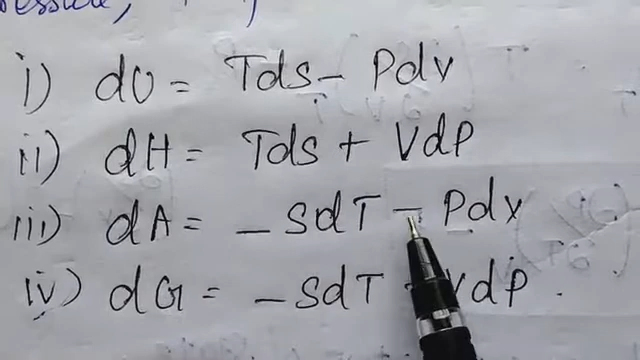 i) dU = Tds - Pdv
ii) dH = Tds + Vdp
iii) dA = - SdT - Pdv
iv) dG = - SdT Vdp.